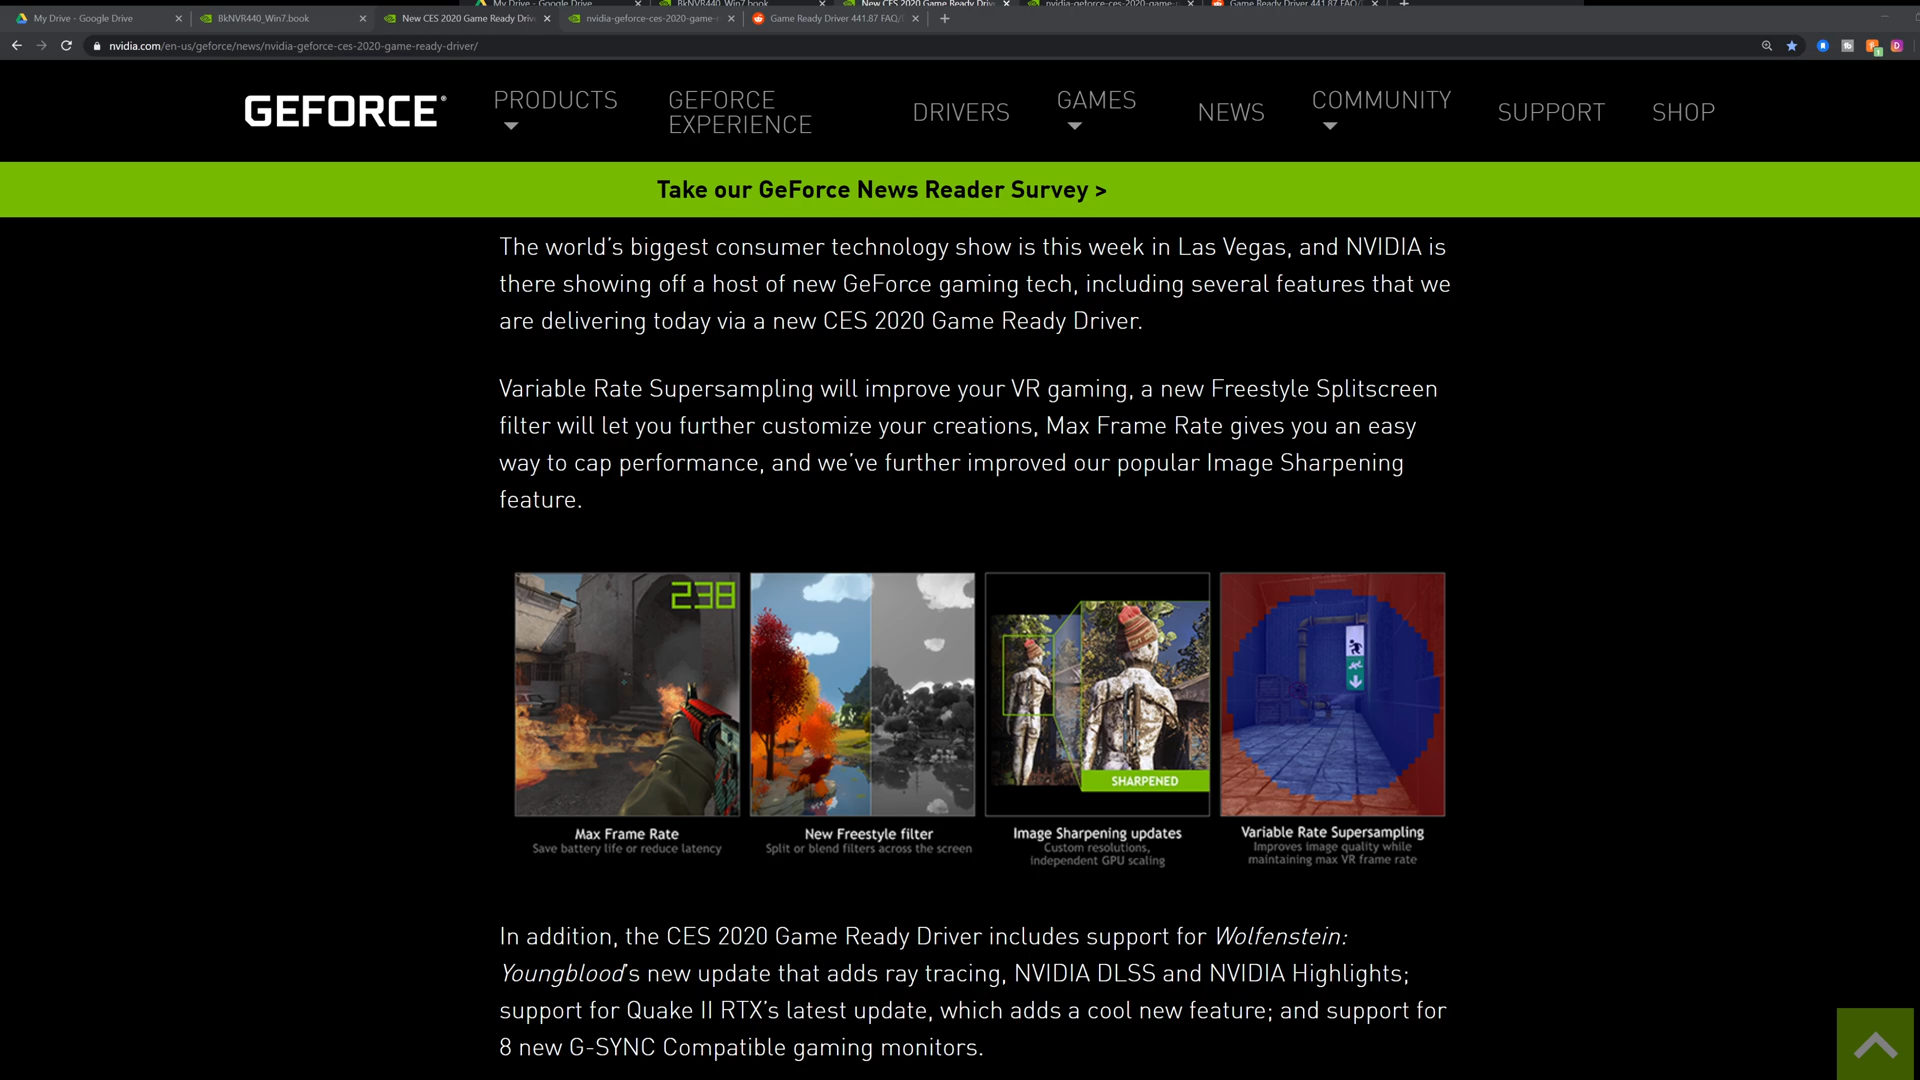 My Drive - Google Drive
BkNVR440_Win7.book
New CES 2020 Game Ready Driv
nvidia-geforce-ces-2020-game-r
Game Ready Driver 441.87 FAQ/
nvidia.com/en-us/geforce/news/nvidia-geforce-ces-2020-game-ready-driver/
GEFORCE
PRODUCTS
GEFORCE EXPERIENCE
DRIVERS
GAMES
NEWS
COMMUNITY
SUPPORT
SHOP
Take our GeForce News Reader Survey >
The world's biggest consumer technology show is this week in Las Vegas, and NVIDIA is
there showing off a host of new GeForce gaming tech, including several features that we
are delivering today via a new CES 2020 Game Ready Driver.
Variable Rate Supersampling will improve your VR gaming, a new Freestyle Splitscreen
filter will let you further customize your creations, Max Frame Rate gives you an easy
way to cap performance, and we've further improved our popular Image Sharpening
feature.
238
SHARPENED
Max Frame Rate
Save battery life or reduce latency
New Freestyle filter
Split or blend filters across the screen
Image Sharpening updates
Custom resolutions,
independent GPU scaling
Variable Rate Supersampling
Improves image quality while
maintaining max VR frame rate
In addition, the CES 2020 Game Ready Driver includes support for Wolfenstein:
Youngblood's new update that adds ray tracing, NVIDIA DLSS and NVIDIA Highlights;
support for Quake II RTX's latest update, which adds a cool new feature; and support for
8 new G-SYNC Compatible gaming monitors.